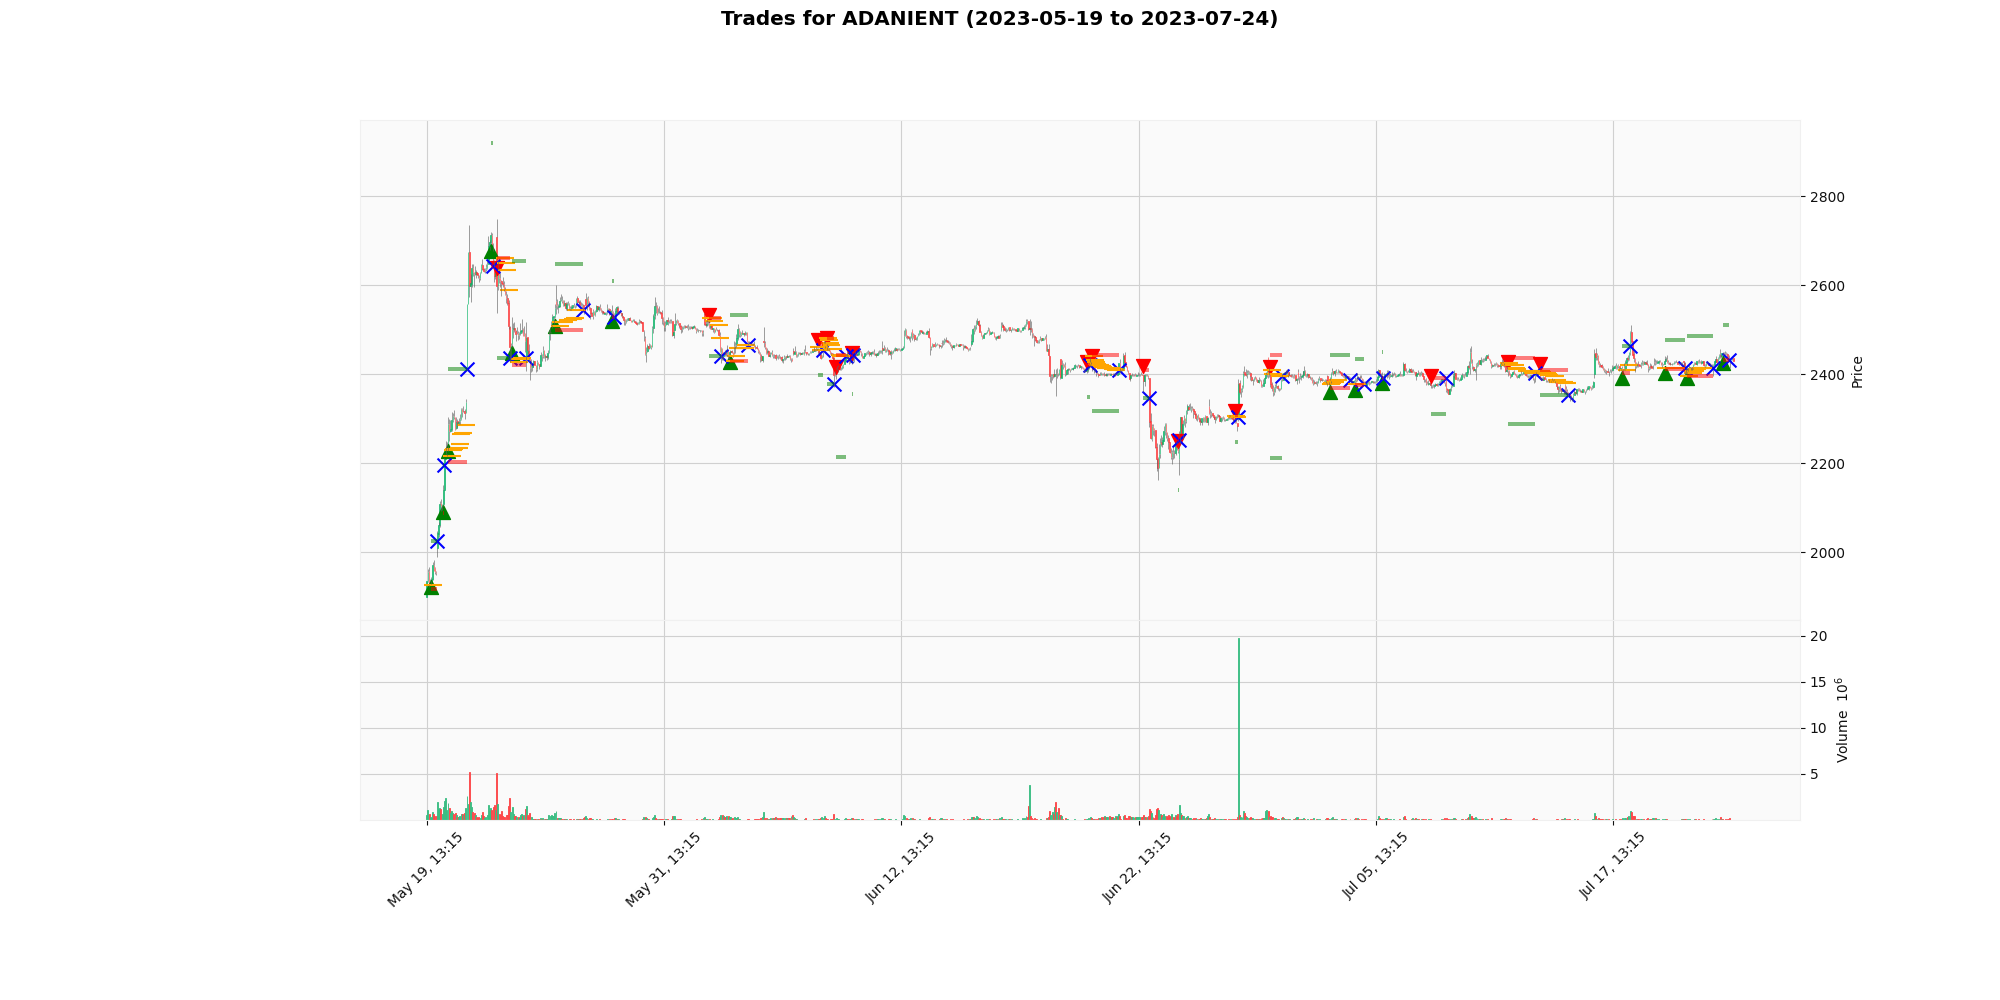 Trades for ADANIENT (2023-05-19 to 2023-07-24)
2800
2600
2400
2200
2000
Price
20
15
10
5
Volume 10⁶
May 19, 13:15
May 31, 13:15
Jun 12, 13:15
Jun 22, 13:15
Jul 05, 13:15
Jul 17, 13:15